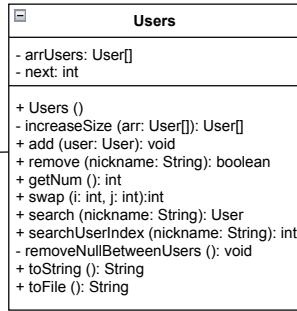 Users
- arrUsers: User[]
- next: int
+ Users ()
- increaseSize (arr: User[]): User[]
+ add (user: User): void
+ remove (nickname: String): boolean
+ getNum (): int
+ swap (i: int, j: int):int
+ search (nickname: String): User
+ searchUserIndex (nickname: String): int
- removeNullBetweenUsers (): void
+ toString (): String
+ toFile (): String